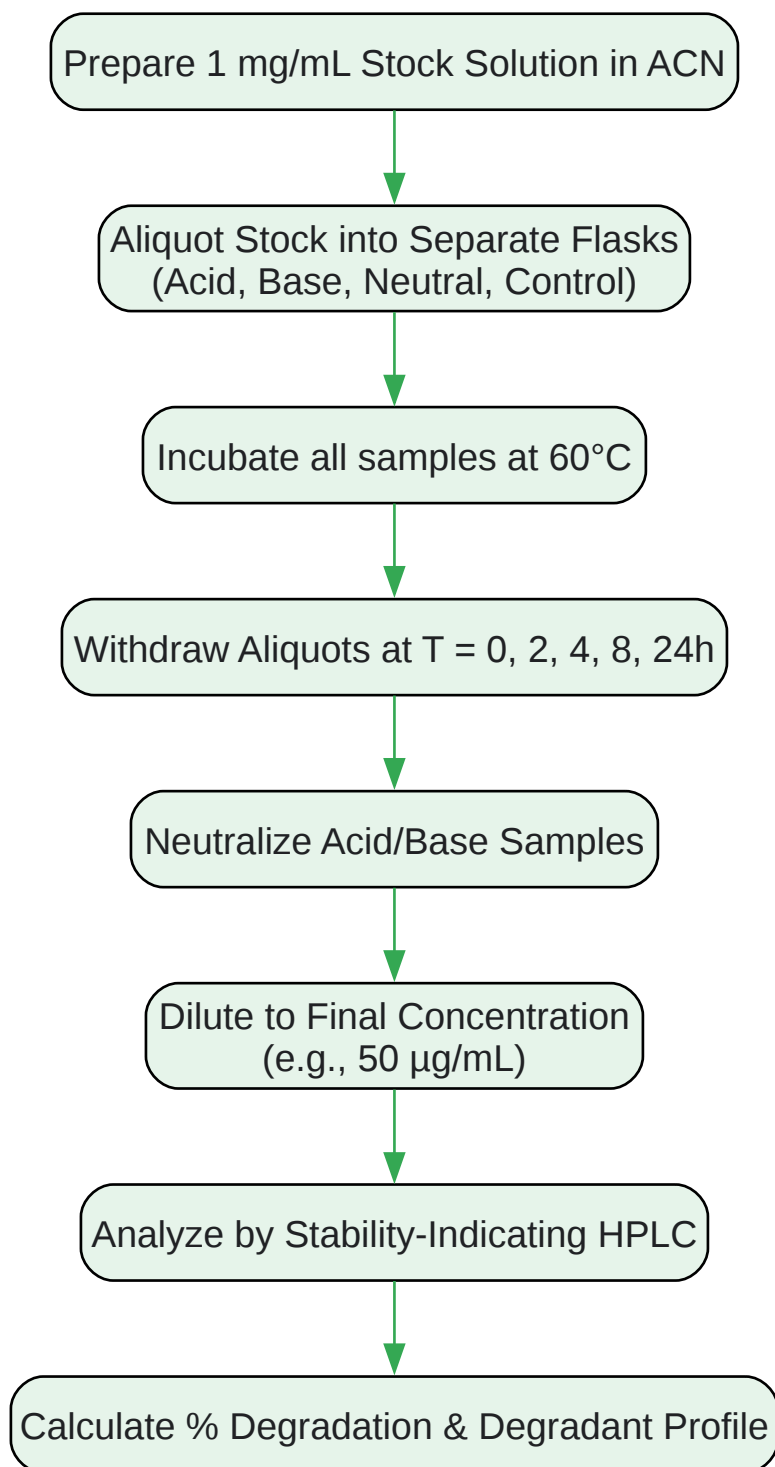 Prepare 1 mg/mL Stock Solution in ACN
Aliquot Stock into Separate Flasks
(Acid, Base, Neutral, Control)
Incubate all samples at 60°C
Withdraw Aliquots at T = 0, 2, 4, 8, 24h
Neutralize Acid/Base Samples
Dilute to Final Concentration
(e.g., 50 µg/mL)
Analyze by Stability-Indicating HPLC
Calculate % Degradation & Degradant Profile